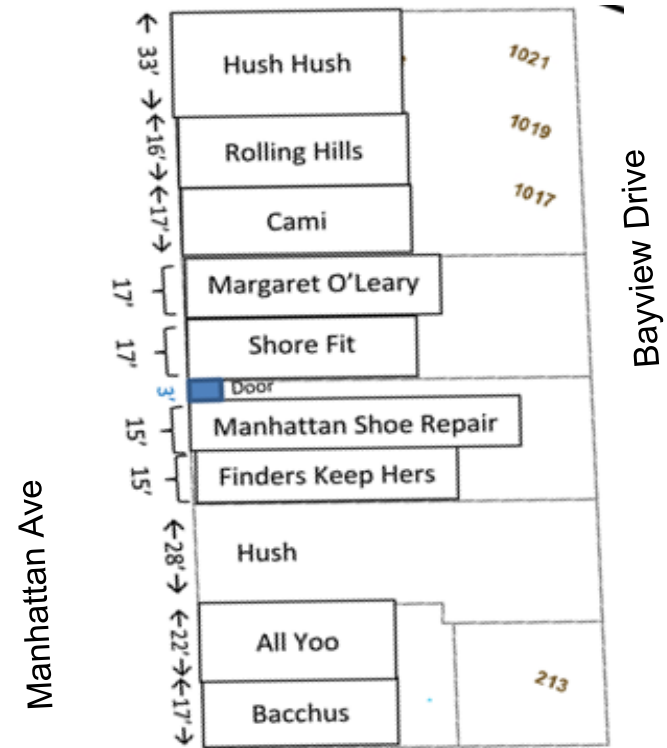 33'
Hush Hush
1021
16'
Rolling Hills
1019
17'
Cami
1017
17'
Margaret O'Leary
17'
Shore Fit
3'
Door
15'
Manhattan Shoe Repair
15'
Finders Keep Hers
28'
Hush
22'
All Yoo
213
17'
Bacchus
Manhattan Ave
Bayview Drive